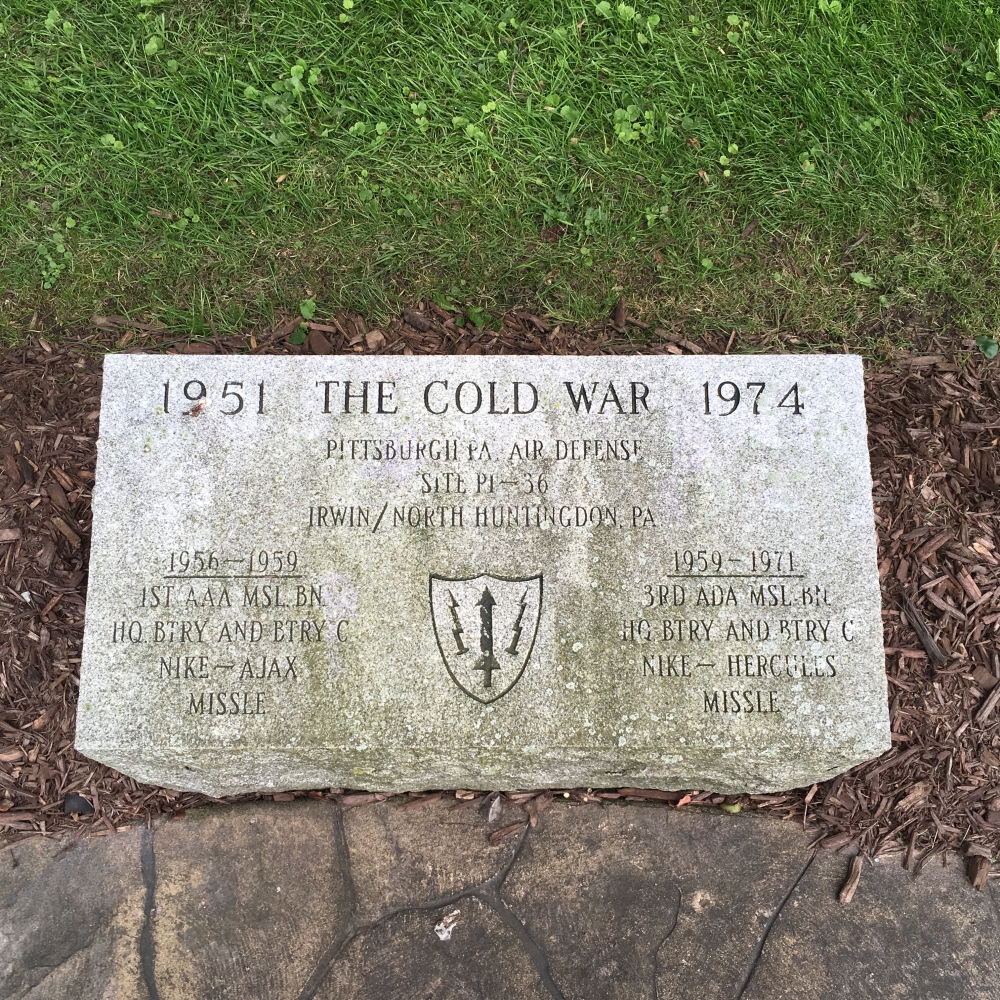 1951 THE COLD WAR 1974
PITTSBURGH PA. AIR DEFENSE
SITE PI-36
IRWIN/NORTH HUNTINGDON, PA
1956-1959
1ST AAA MSL. BN.
HQ. BTRY AND BTRY C
NIKE-AJAX
MISSLE
1959-1971
3RD ADA MSL. BN.
HQ BTRY AND BTRY C
NIKE-HERCULES
MISSLE